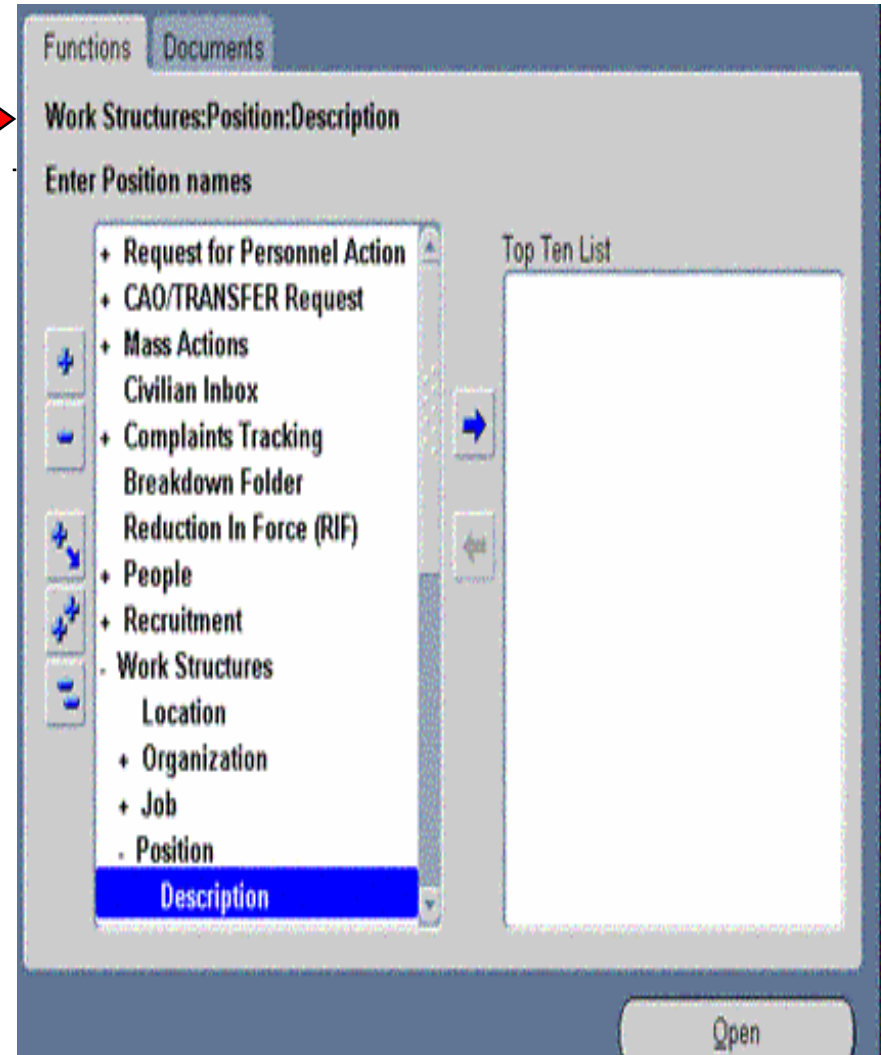 Functions Documents
Work Structures:Position:Description
Enter Position names
+ Request for Personnel Action
+ CAO/TRANSFER Request
+ Mass Actions
Civilian Inbox
+ Complaints Tracking
Breakdown Folder
Reduction In Force (RIF)
+ People
+ Recruitment
- Work Structures
Location
+ Organization
+ Job
- Position
Description
Top Ten List
Open